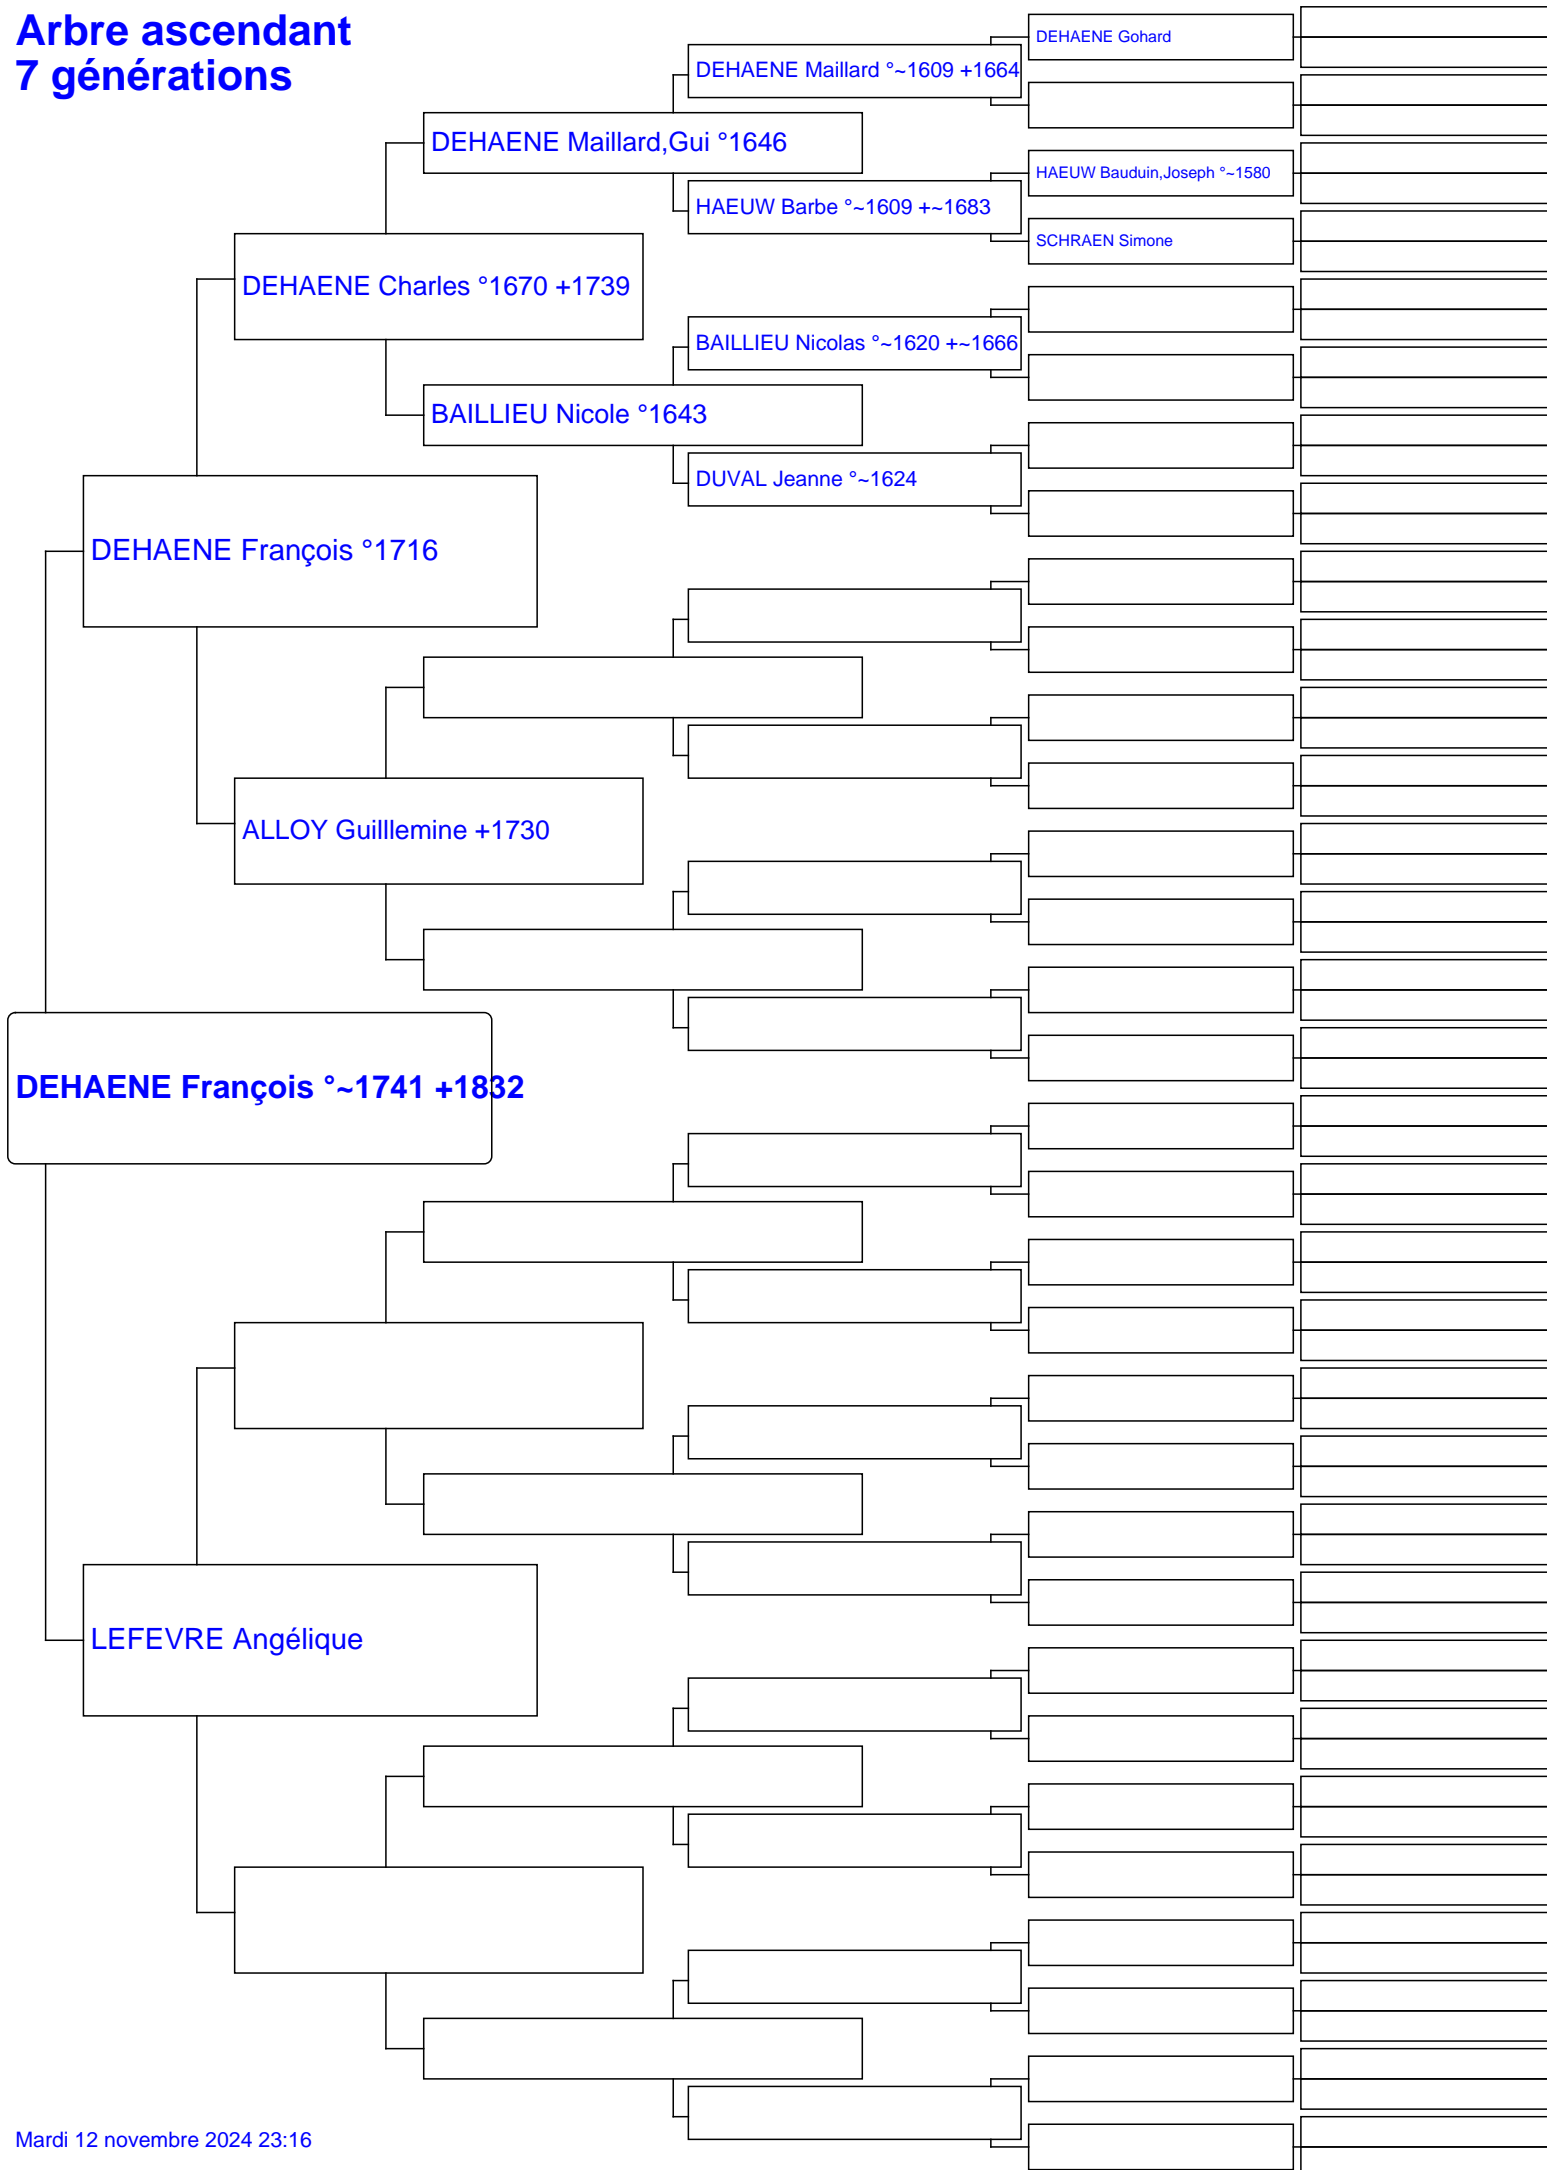 Arbre ascendant
7 générations
DEHAENE Gohard
DEHAENE Maillard °~1609 +1664
DEHAENE Maillard,Gui °1646
HAEUW Bauduin,Joseph °~1580
HAEUW Barbe °~1609 +~1683
SCHRAEN Simone
DEHAENE Charles °1670 +1739
BAILLIEU Nicolas °~1620 +~1666
BAILLIEU Nicole °1643
DUVAL Jeanne °~1624
DEHAENE François °1716
ALLOY Guilllemine +1730
DEHAENE François °~1741 +1832
LEFEVRE Angélique
Mardi 12 novembre 2024 23:16